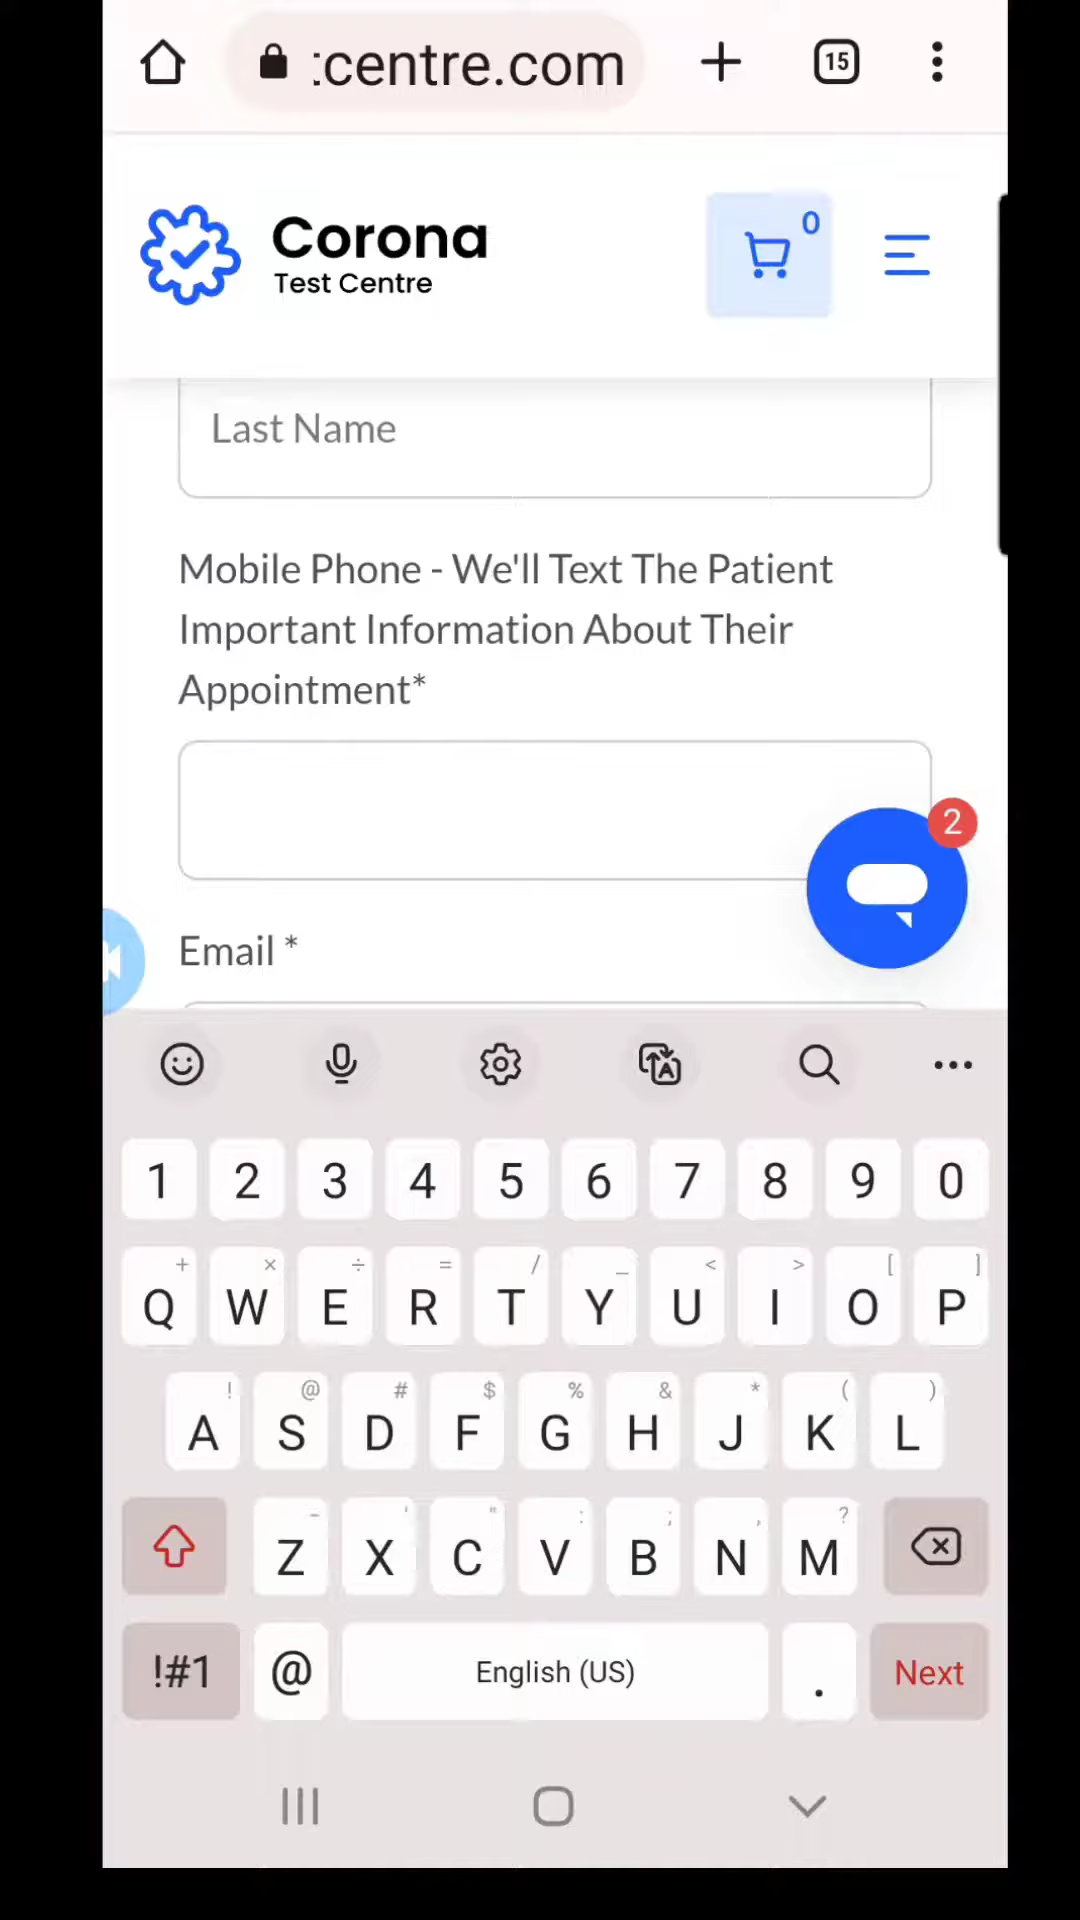 :centre.com
15
Corona
Test Centre
0
Last Name
Mobile Phone - We'll Text The Patient
Important Information About Their
Appointment*
2
Email *
1 2 3 4 5 6 7 8 9 0
+ × ÷ = / _ < > [ ]
Q W E R T Y U I O P
! @ # $ % & * ( )
A S D F G H J K L
- ' " : ; , ?
Z X C V B N M
!#1 @ English (US) . Next